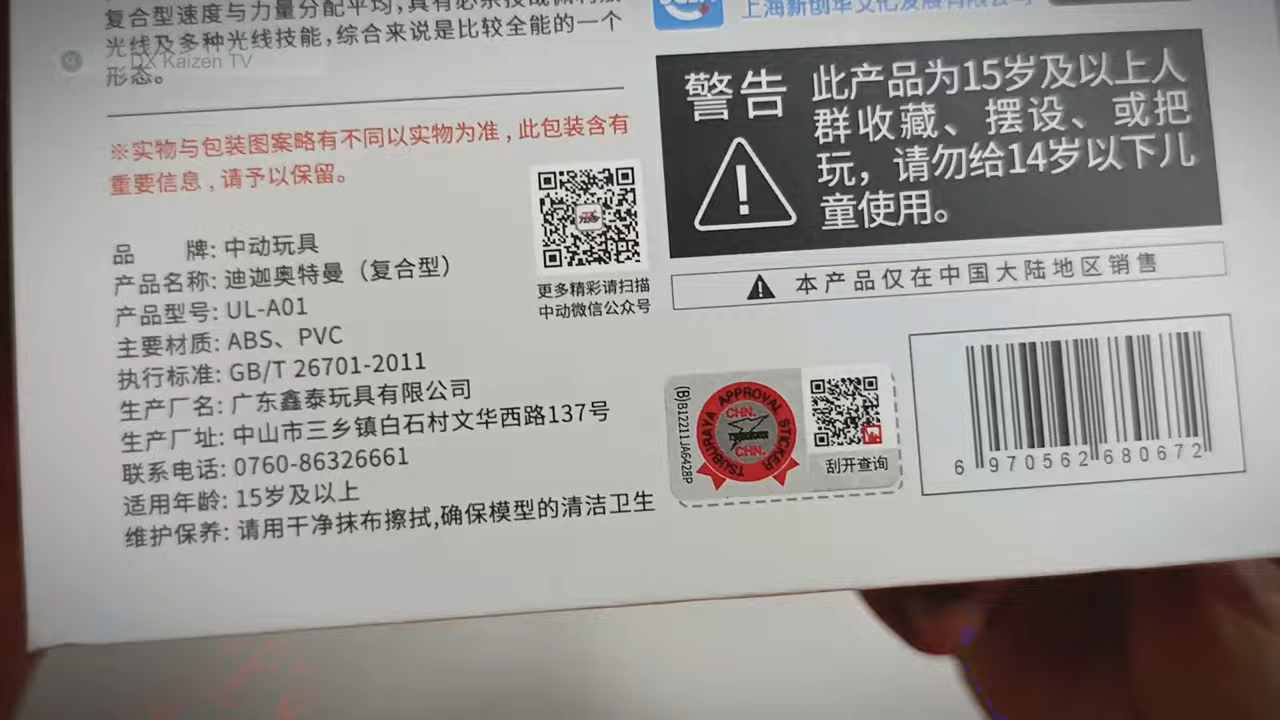 复合型速度与力量分配平均,具有必杀技哉佩利敖
光线及多种光线技能,综合来说是比较全能的一个
形态。
DX Kaizen TV
※实物与包装图案略有不同以实物为准，此包装含有
重要信息，请予以保留。
品 牌: 中动玩具
产品名称: 迪迦奥特曼（复合型）
产品型号: UL-A01
主要材质: ABS、PVC
执行标准: GB/T 26701-2011
生产厂名: 广东鑫泰玩具有限公司
生产厂址: 中山市三乡镇白石村文华西路137号
联系电话: 0760-86326661
适用年龄: 15岁及以上
维护保养: 请用干净抹布擦拭,确保模型的清洁卫生
更多精彩请扫描
中动微信公众号
上海新创华文化发展有限公司
警告
此产品为15岁及以上人
群收藏、摆设、或把
玩，请勿给14岁以下儿
童使用。
本产品仅在中国大陆地区销售
(B)B12211JA6428P
TSUBURAYA APPROVAL STICKER
CHN.
CHN.
刮开查询
6 970562 680672